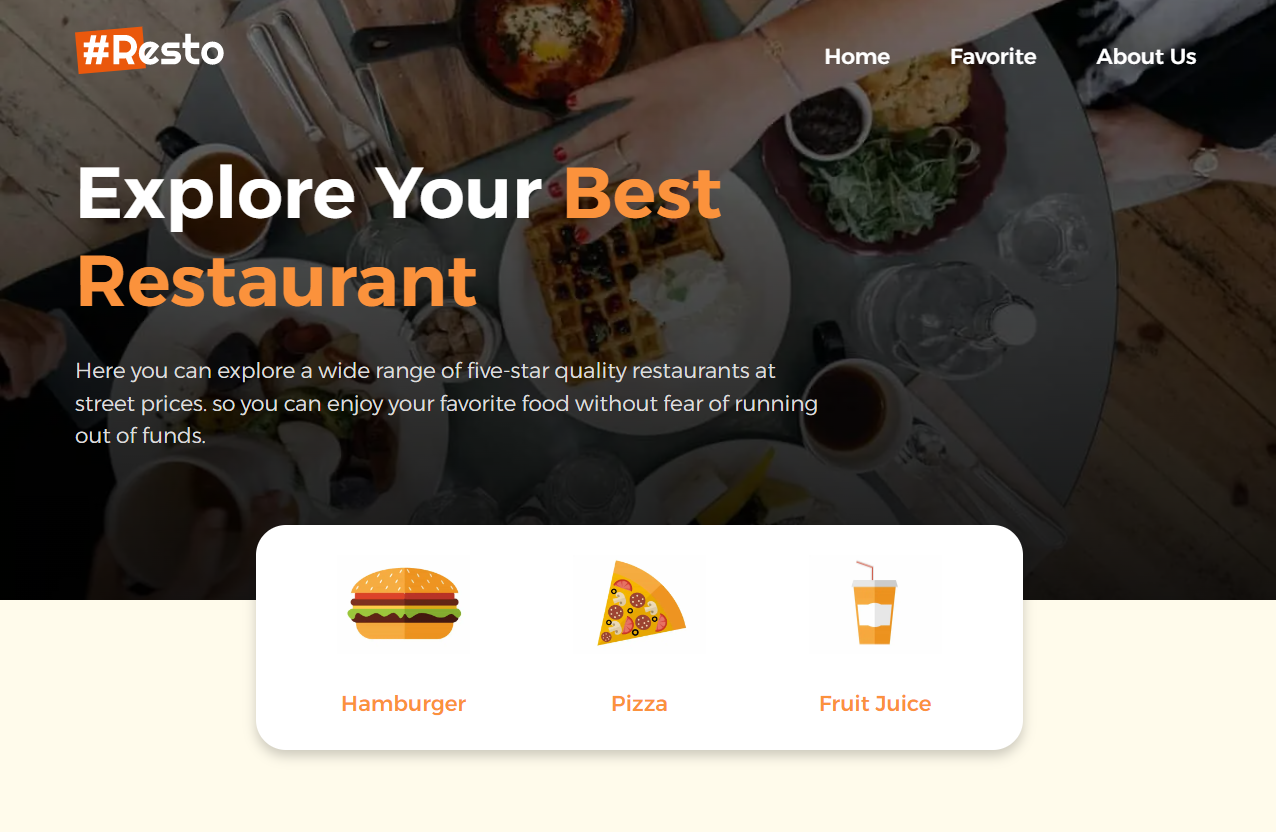 #Resto
Home Favorite About Us
Explore Your Best
Restaurant
Here you can explore a wide range of five-star quality restaurants at
street prices. so you can enjoy your favorite food without fear of running
out of funds.
Hamburger Pizza Fruit Juice